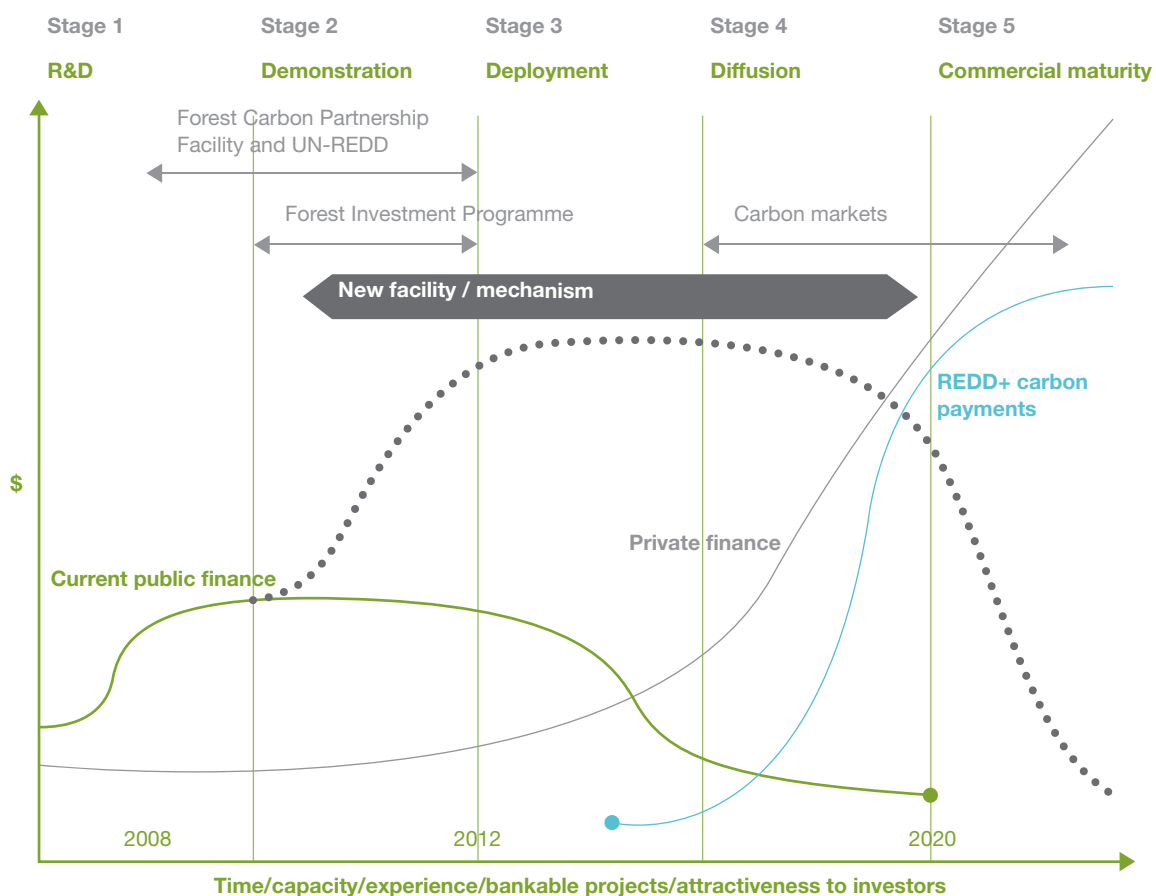 Stage 1
Stage 2
Stage 3
Stage 4
Stage 5
R&D
Demonstration
Deployment
Diffusion
Commercial maturity
Forest Carbon Partnership
Facility and UN-REDD
Forest Investment Programme
Carbon markets
New facility / mechanism
REDD+ carbon
payments
$
Private finance
Current public finance
2008
2012
2020
Time/capacity/experience/bankable projects/attractiveness to investors